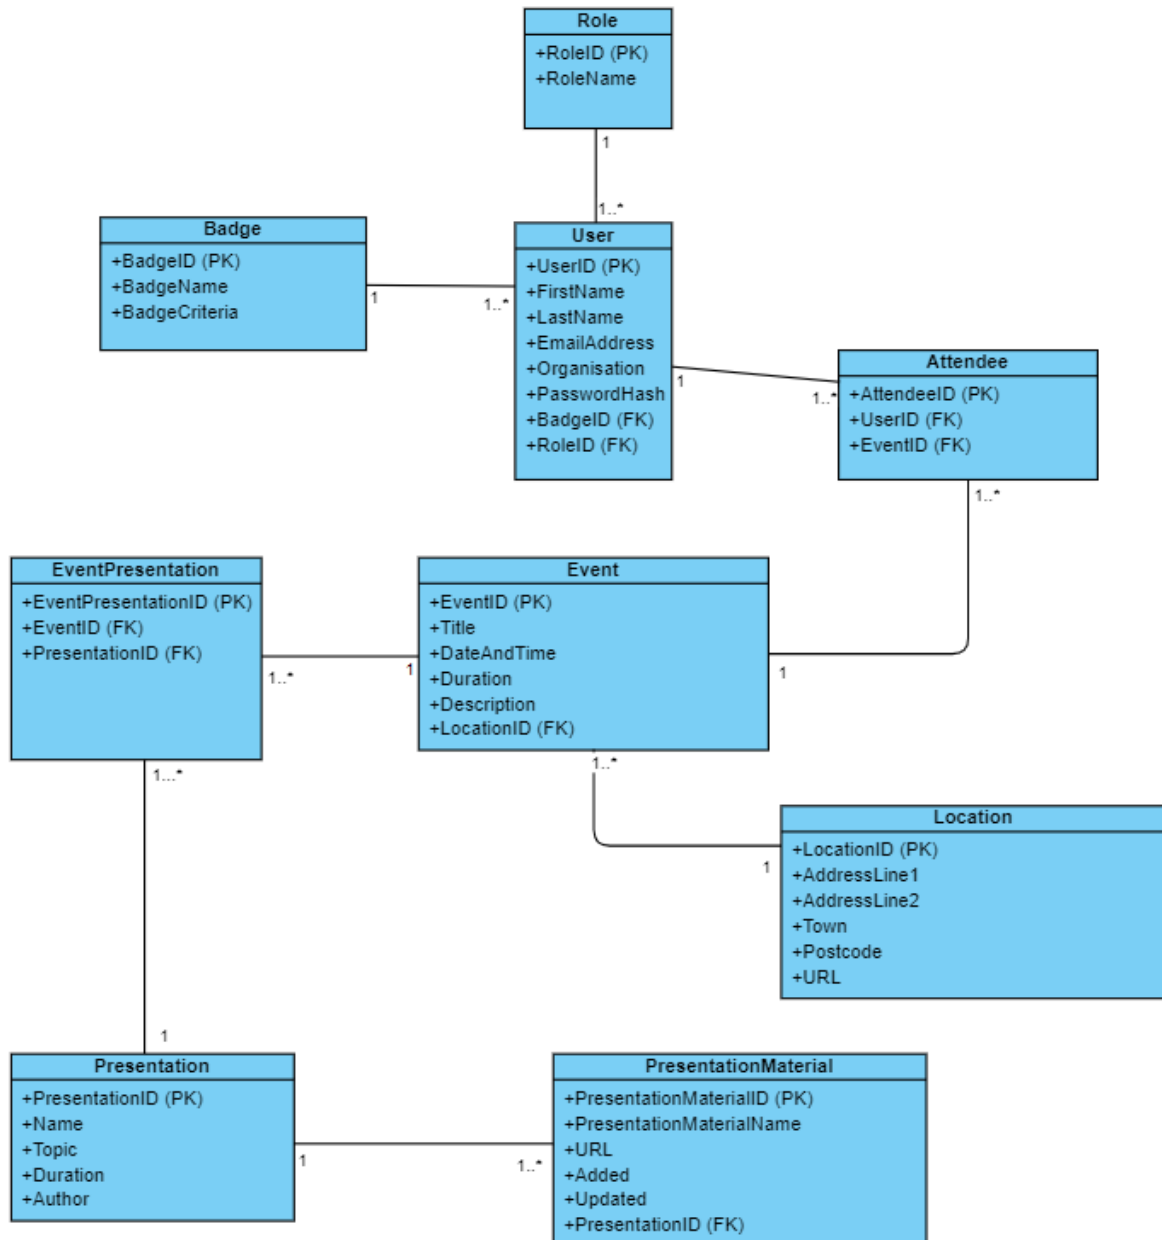 Role
+RoleID (PK)
+RoleName
1
1..*
Badge
+BadgeID (PK)
+BadgeName
+BadgeCriteria
1
1..*
User
+UserID (PK)
+FirstName
+LastName
+EmailAddress
+Organisation
+PasswordHash
+BadgeID (FK)
+RoleID (FK)
1
1..*
Attendee
+AttendeeID (PK)
+UserID (FK)
+EventID (FK)
1..*
EventPresentation
+EventPresentationID (PK)
+EventID (FK)
+PresentationID (FK)
1..*
1
Event
+EventID (PK)
+Title
+DateAndTime
+Duration
+Description
+LocationID (FK)
1
1..*
1...*
Location
+LocationID (PK)
+AddressLine1
+AddressLine2
+Town
+Postcode
+URL
1
1
Presentation
+PresentationID (PK)
+Name
+Topic
+Duration
+Author
1
1..*
PresentationMaterial
+PresentationMaterialID (PK)
+PresentationMaterialName
+URL
+Added
+Updated
+PresentationID (FK)